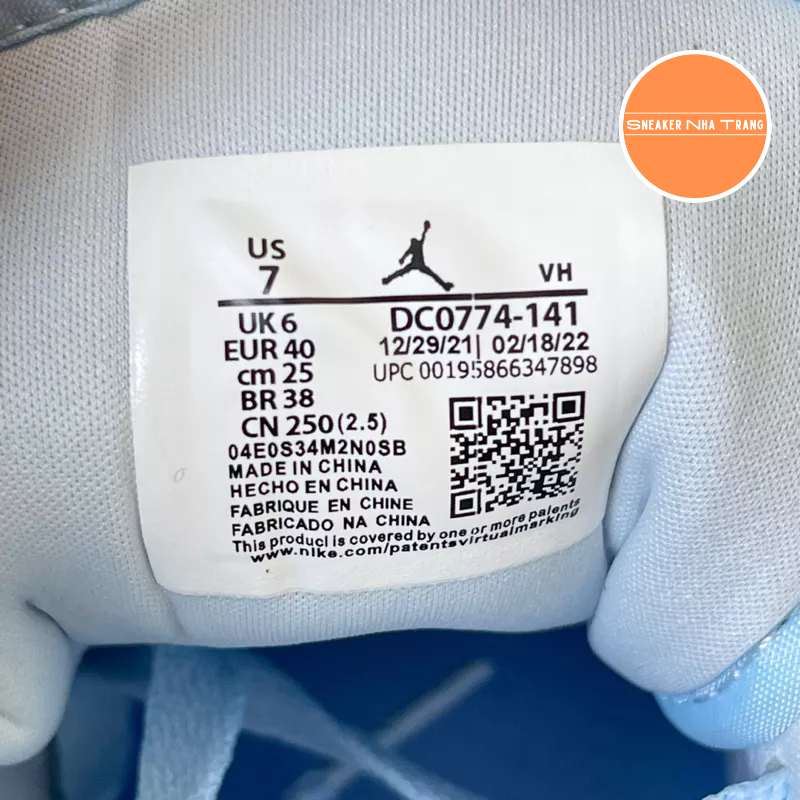 SNEAKER NHA TRANG
US
7
VH
UK 6
EUR 40
cm 25
BR 38
CN 250(2.5)
DC0774-141
12/29/21| 02/18/22
UPC 00195866347898
04E0S34M2N0SB
MADE IN CHINA
HECHO EN CHINA
FABRIQUE EN CHINE
FABRICADO NA CHINA
This product is covered by one or more patents
www.nike.com/patentsvirtualmarking